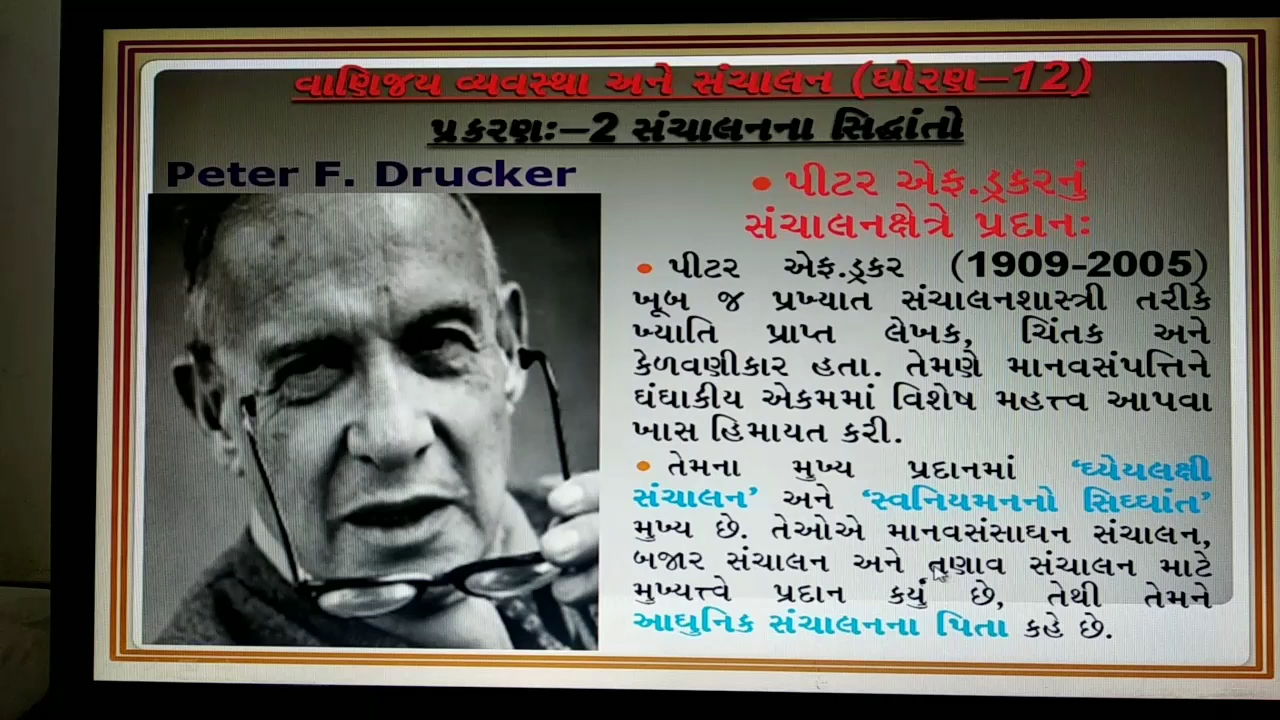 વાણિજ્ય વ્યવસ્થા અને સંચાલન (ધોરણ–12)
પ્રકરણઃ–2 સંચાલનના સિદ્ધાંતો
Peter F. Drucker
• પીટર એફ.ડ્રકરનું
સંચાલનક્ષેત્રે પ્રદાનઃ
• પીટર એફ.ડ્રકર (1909-2005)
ખૂબ જ પ્રખ્યાત સંચાલનશાસ્ત્રી તરીકે
ખ્યાતિ પ્રાપ્ત લેખક, ચિંતક અને
કેળવણીકાર હતા. તેમણે માનવસંપત્તિને
ધંધાકીય એકમમાં વિશેષ મહત્ત્વ આપવા
ખાસ હિમાયત કરી.
• તેમના મુખ્ય પ્રદાનમાં ‘ધ્યેયલક્ષી
સંચાલન’ અને ‘સ્વનિયમનનો સિધ્ધાંત’
મુખ્ય છે. તેઓએ માનવસંસાધન સંચાલન,
બજાર સંચાલન અને તણાવ સંચાલન માટે
મુખ્યત્ત્વે પ્રદાન કર્યું છે, તેથી તેમને
આધુનિક સંચાલનના પિતા કહે છે.